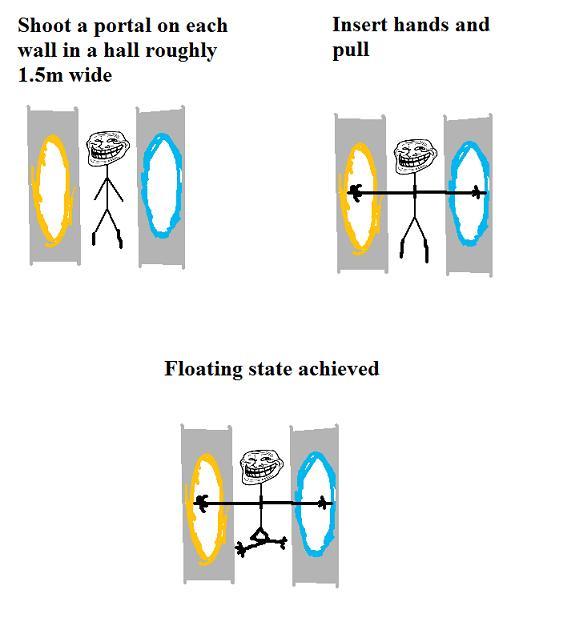 Shoot a portal on each
wall in a hall roughly
1.5m wide
Insert hands and
pull
Floating state achieved